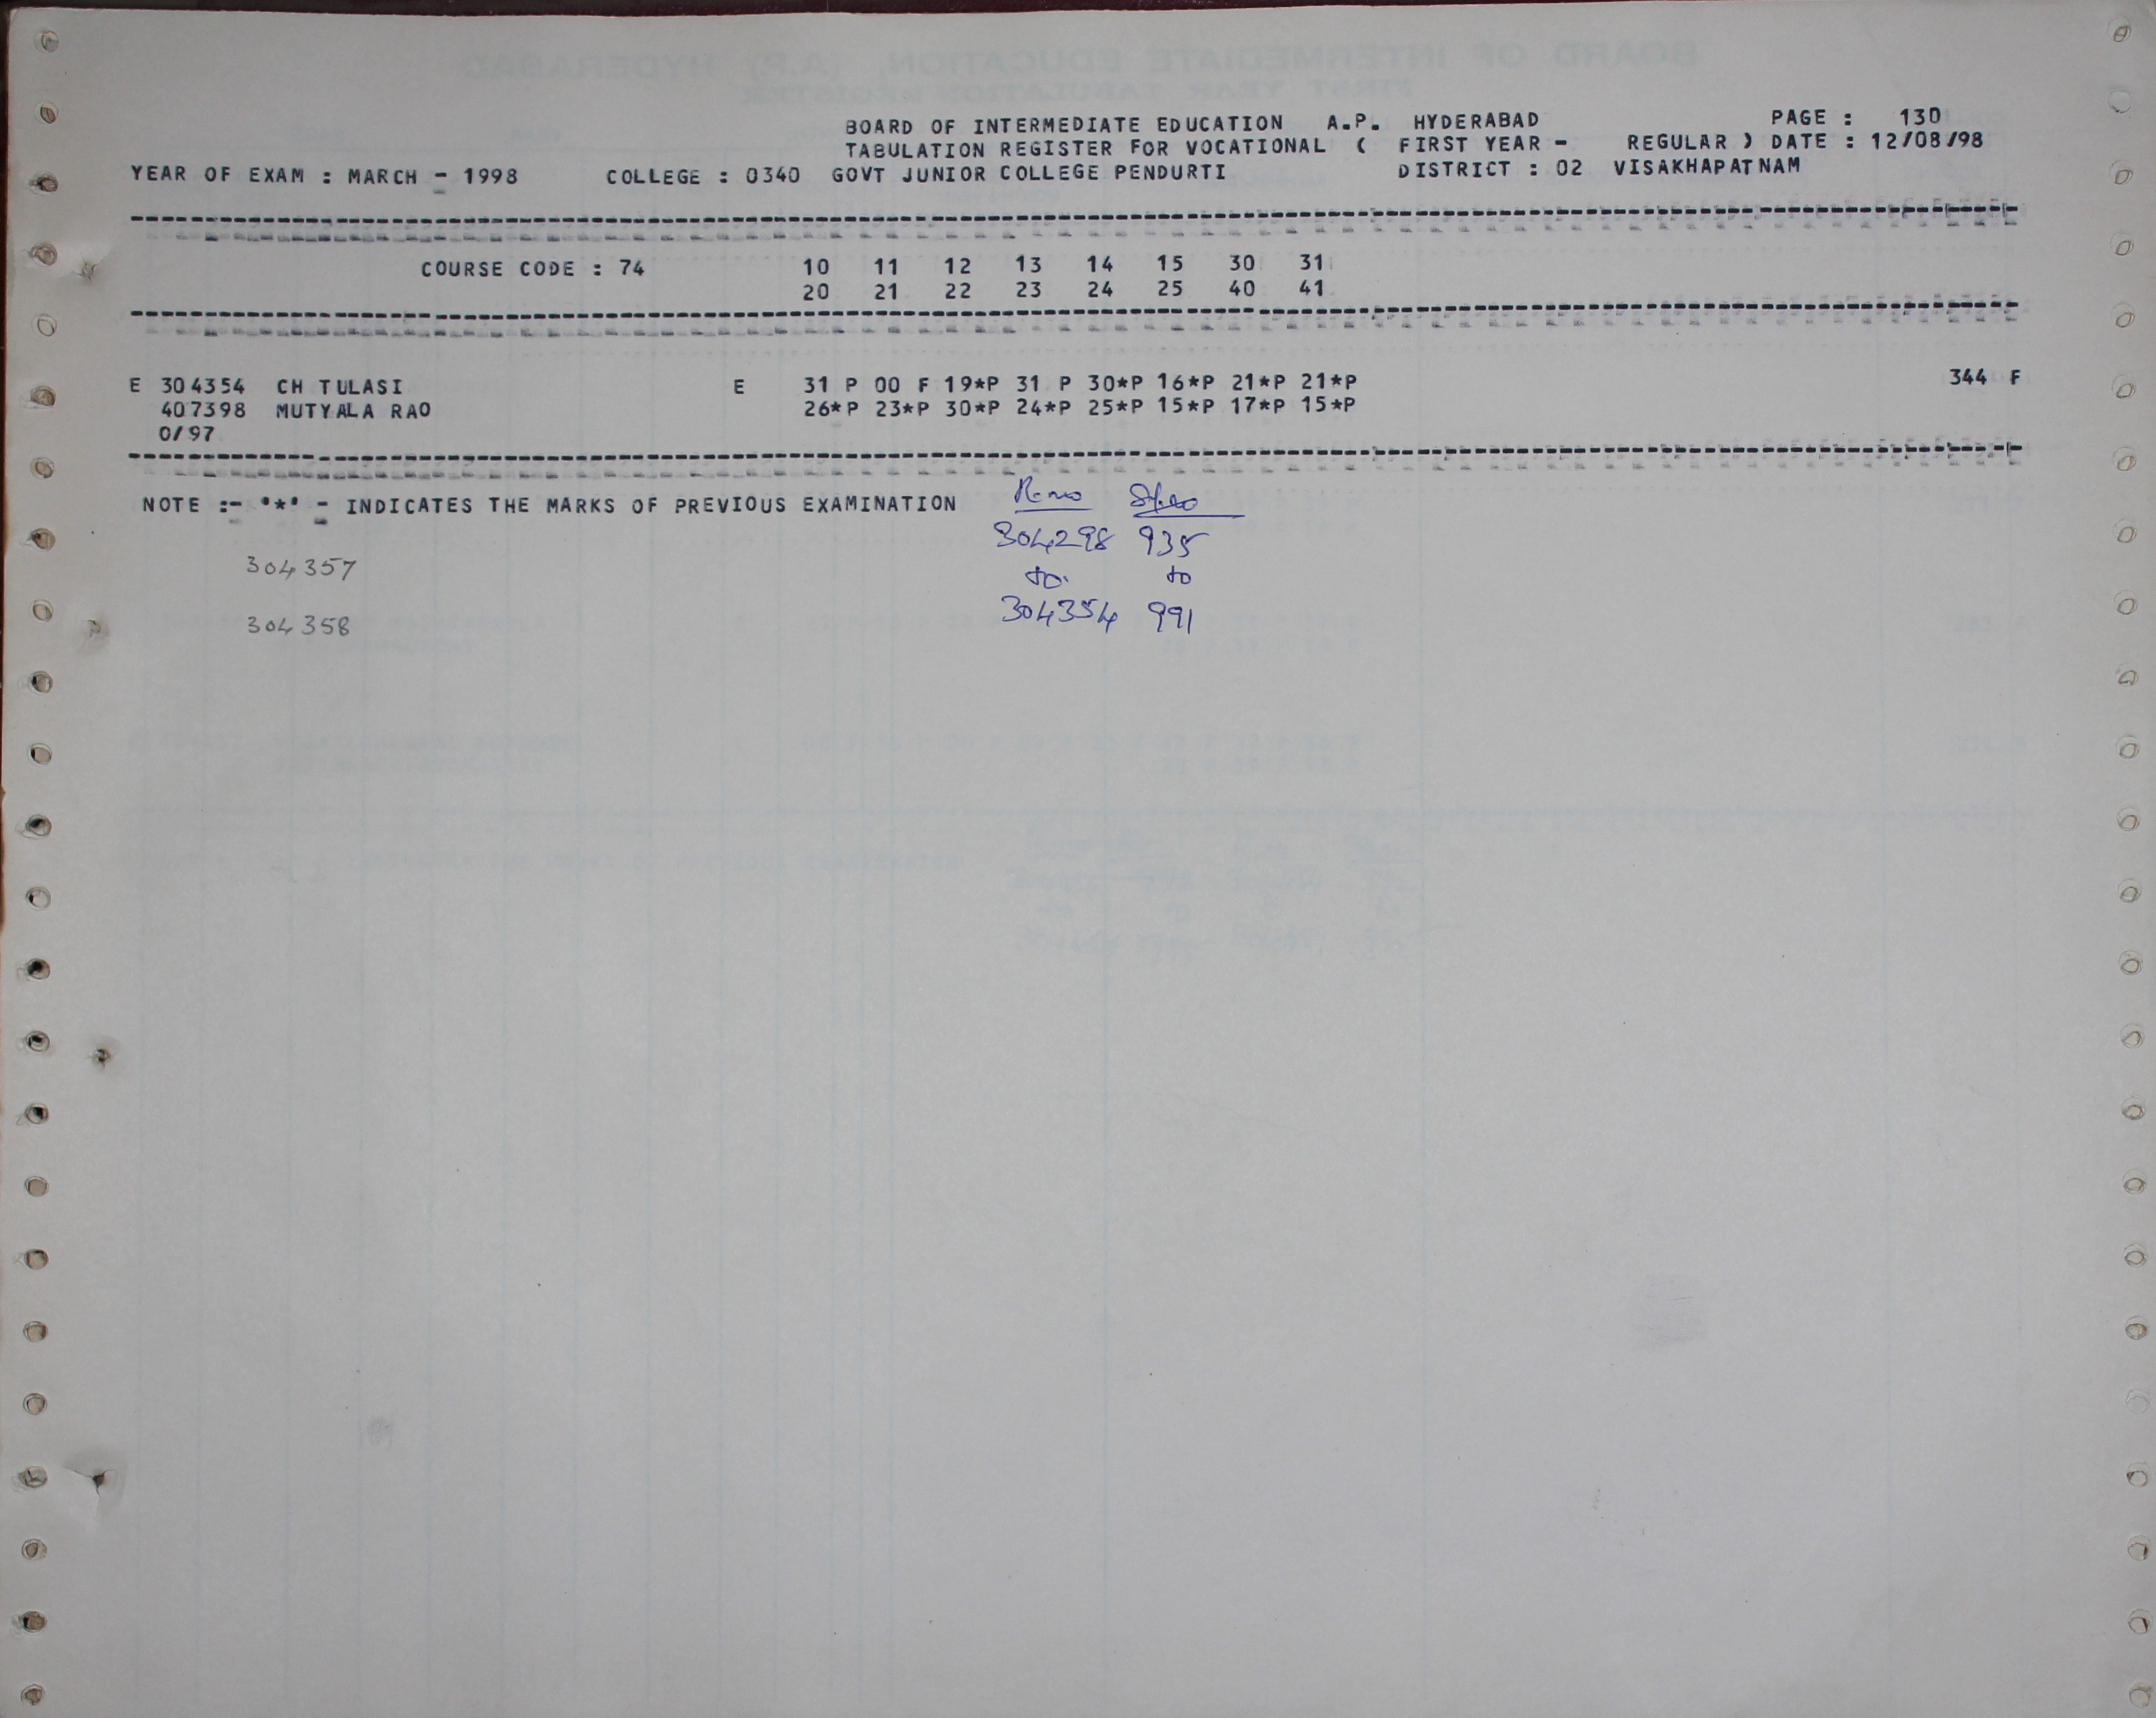 BOARD OF INTERMEDIATE EDUCATION A.P. HYDERABAD PAGE : 130
TABULATION REGISTER FOR VOCATIONAL ( FIRST YEAR - REGULAR ) DATE : 12/08/98
YEAR OF EXAM : MARCH - 1998 COLLEGE : 0340 GOVT JUNIOR COLLEGE PENDURTI DISTRICT : 02 VISAKHAPATNAM
COURSE CODE : 74 10 11 12 13 14 15 30 31
20 21 22 23 24 25 40 41
E 304354 CH TULASI E 31 P 00 F 19*P 31 P 30*P 16*P 21*P 21*P 344 F
407398 MUTYALA RAO 26*P 23*P 30*P 24*P 25*P 15*P 17*P 15*P
0/97
NOTE :- '*' - INDICATES THE MARKS OF PREVIOUS EXAMINATION
304298 935
304357 to to
304358 304354 991